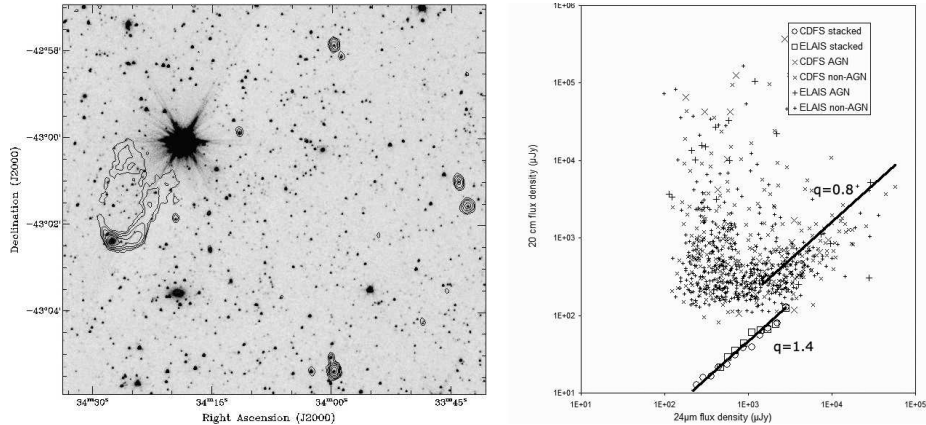 -42°58'
-43°00'
-43°02'
-43°04'
Declination (J2000)
34ᵐ30ˢ
34ᵐ15ˢ
34ᵐ00ˢ
33ᵐ45ˢ
Right Ascension (J2000)
1E+06
1E+05
1E+04
1E+03
1E+02
1E+01
20 cm flux density (μJy)
CDFS stacked
ELAIS stacked
CDFS AGN
CDFS non-AGN
ELAIS AGN
ELAIS non-AGN
q=0.8
q=1.4
1E+01
1E+02
1E+03
1E+04
1E+05
24μm flux density (μJy)